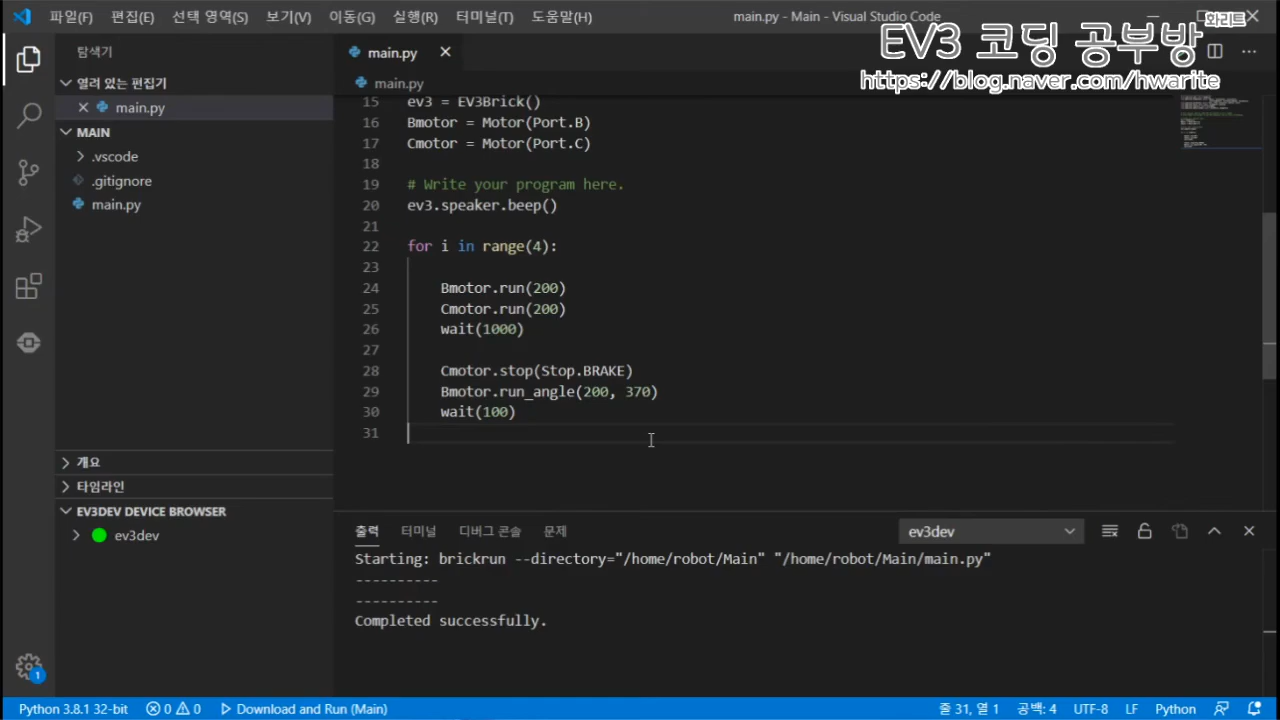 파일(F) 편집(E) 선택 영역(S) 보기(V) 이동(G) 실행(R) 터미널(T) 도움말(H) main.py - Main - Visual Studio Code
화리트
EV3 코딩 공부방
https://blog.naver.com/hwarite
탐색기
열려 있는 편집기
main.py
MAIN
.vscode
.gitignore
main.py
개요
타임라인
EV3DEV DEVICE BROWSER
ev3dev
main.py
main.py
15 ev3 = EV3Brick()
16 Bmotor = Motor(Port.B)
17 Cmotor = Motor(Port.C)
18
19 # Write your program here.
20 ev3.speaker.beep()
21
22 for i in range(4):
23
24 Bmotor.run(200)
25 Cmotor.run(200)
26 wait(1000)
27
28 Cmotor.stop(Stop.BRAKE)
29 Bmotor.run_angle(200, 370)
30 wait(100)
31
출력 터미널 디버그 콘솔 문제 ev3dev
Starting: brickrun --directory="/home/robot/Main" "/home/robot/Main/main.py"
----------
----------
Completed successfully.
1
Python 3.8.1 32-bit 0 0 Download and Run (Main) 줄 31, 열 1 공백: 4 UTF-8 LF Python